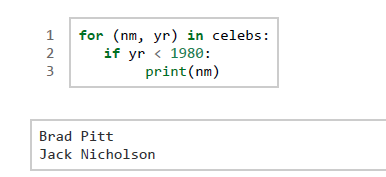 1 for (nm, yr) in celebs:
2     if yr < 1980:
3         print(nm)
Brad Pitt
Jack Nicholson